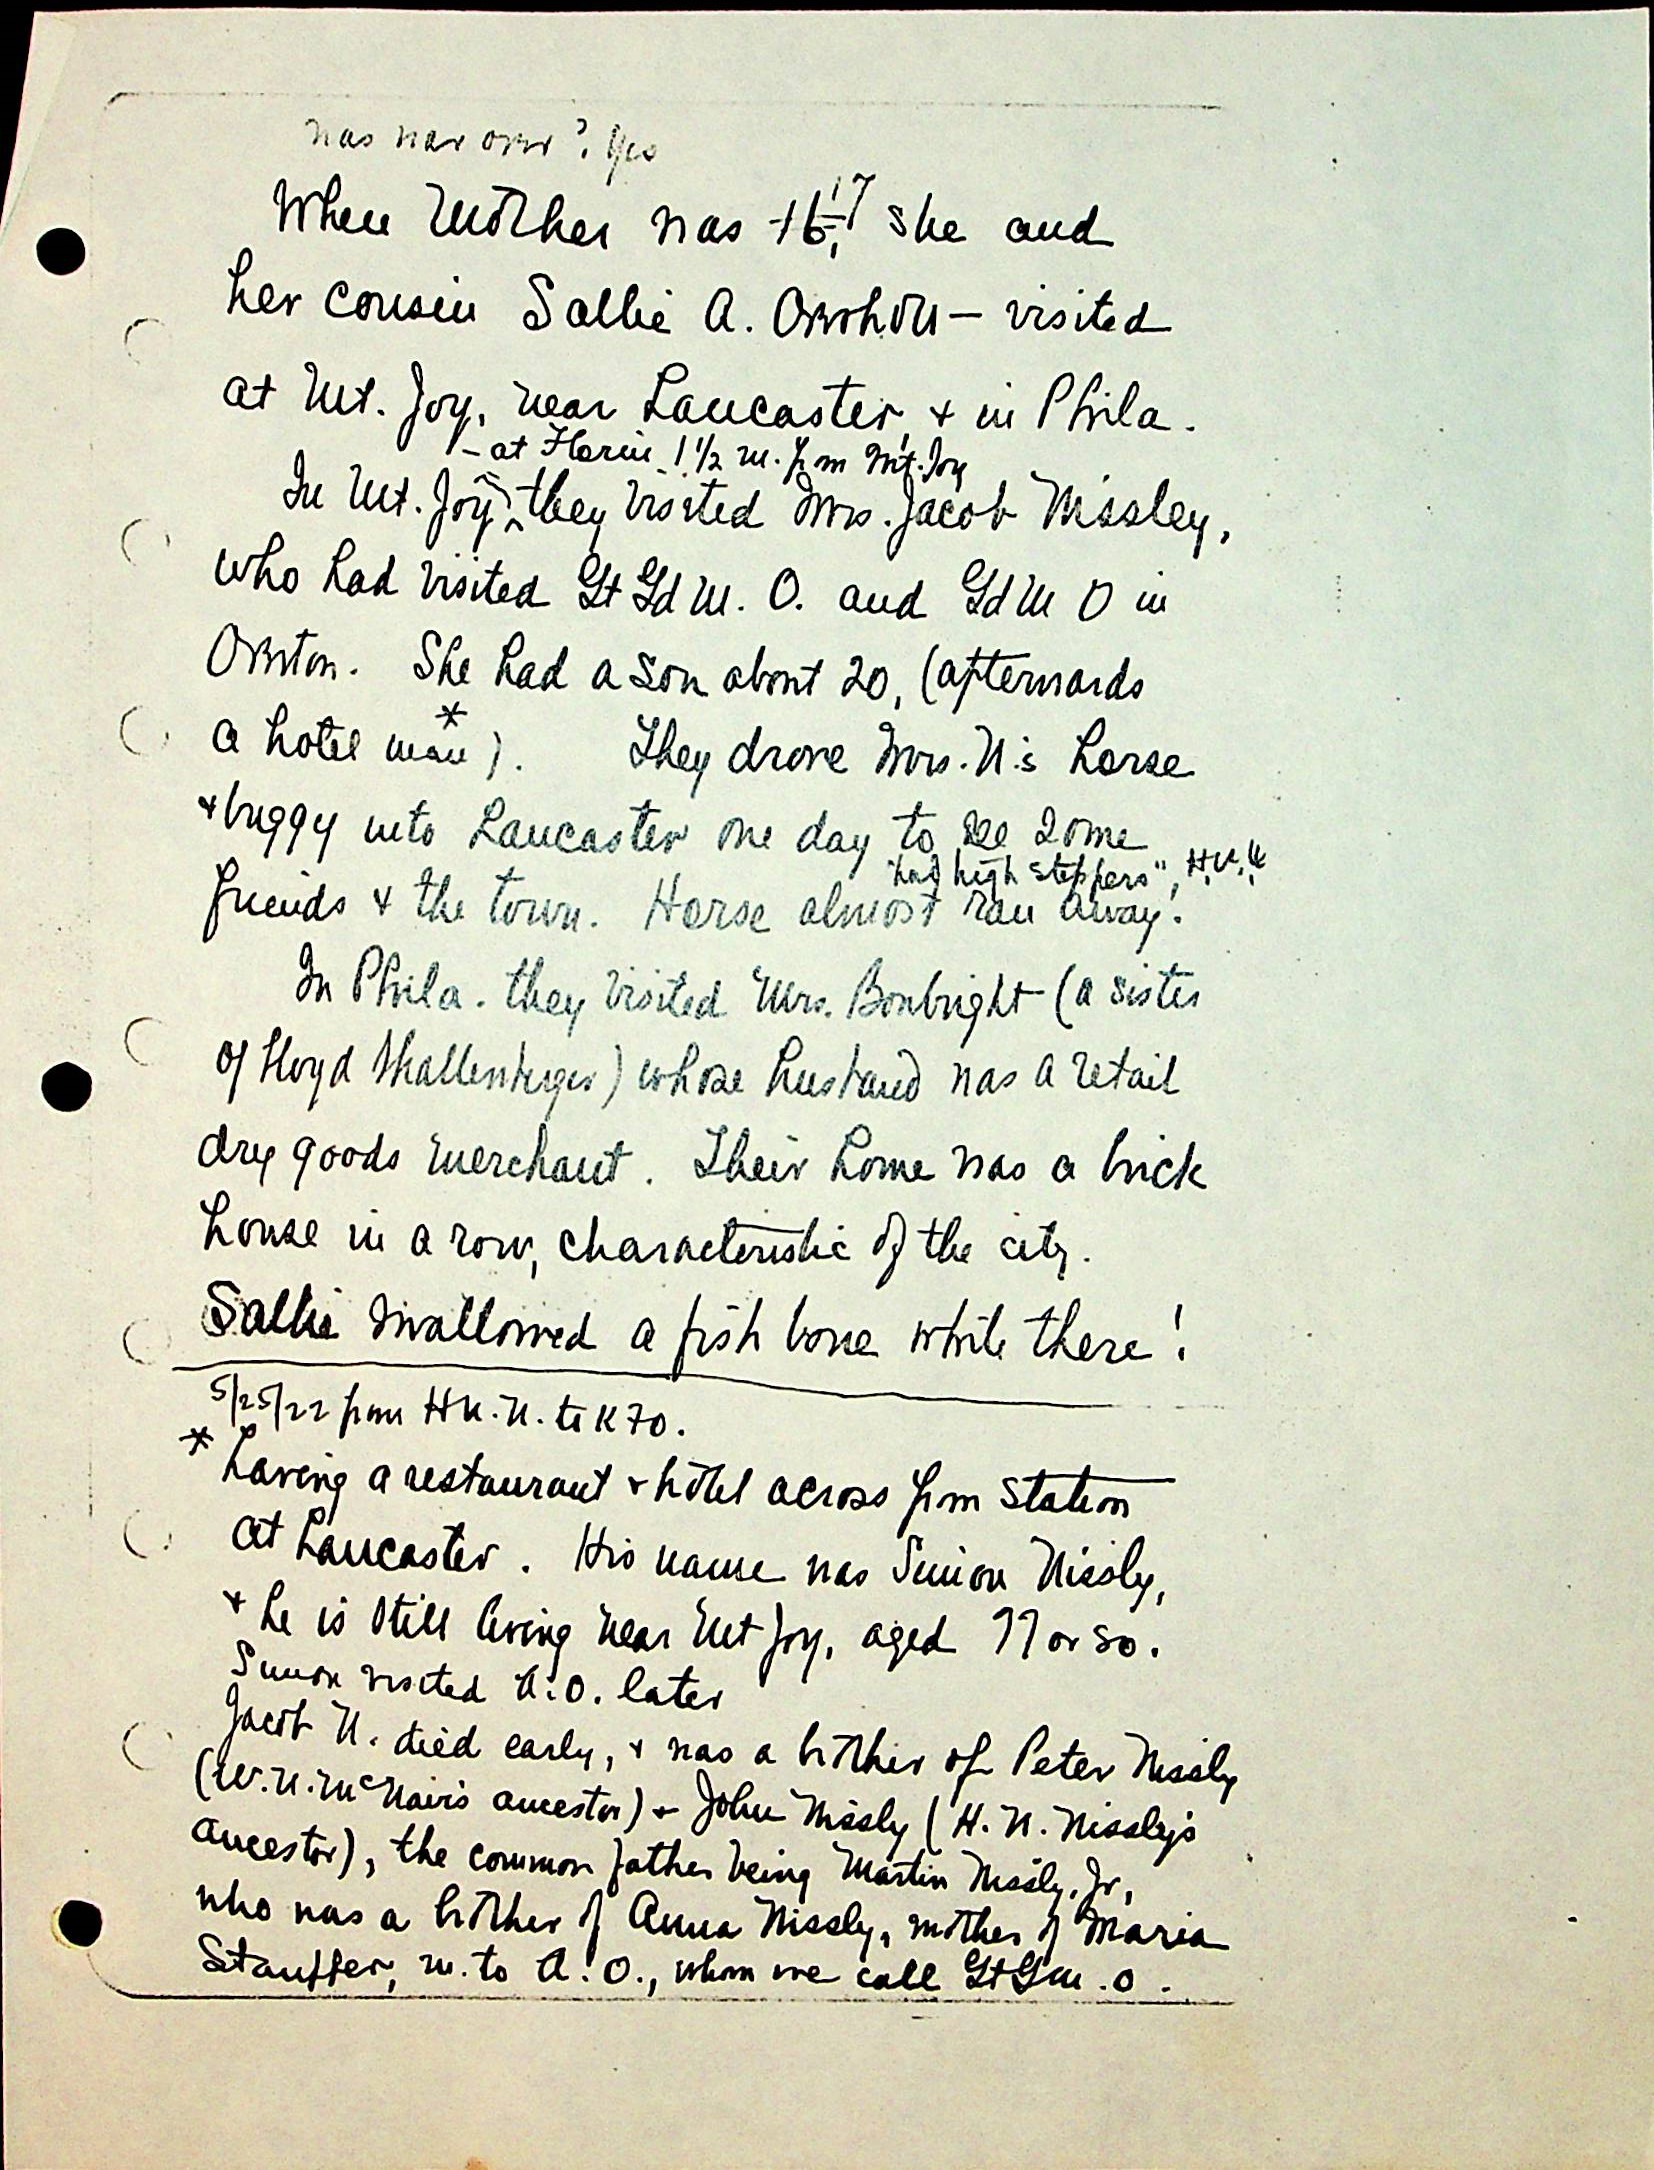 was war over? Yes
When Mother was 16, 17 she and
her cousin Sallie A. Overholt — visited
at Mt. Joy, near Lancaster, + in Phila.
- at Florin - 1 1/2 m. from Mt. Joy
In Mt. Joy they visited Mrs. Jacob Nissley,
who had visited Gt Gd M. O. and Gd M O in
Overton. She had a son about 20, (afterwards
a hotel man *). They drove Mrs. N's horse
+ buggy into Lancaster one day to see some
"had high steppers", H.N.N.
friends + the town. Horse almost ran away!
In Phila. they visited Mrs. Bonbright (a sister
of Lloyd Shallenberger) whose husband was a retail
dry goods merchant. Their home was a brick
house in a row, characteristic of the city.
Sallie swallowed a fish bone while there!
5/25/22 from H N. N. to K
* having a restaurant + hotel across from station
at Lancaster. His name was Simon Nissly,
+ he is still living near Mt Joy, aged 77 or so.
Simon visited A. O. later
Jacob N. died early, + was a brother of Peter Nissly
(W. N. McNair's ancestor) + John Nissly (H. N. Nissly's
ancestor), the common father being Martin Nissly, Jr,
who was a brother of Anna Nissly, mother of Maria
Stauffer, m. to A. O., whom we call Gt G M. O.